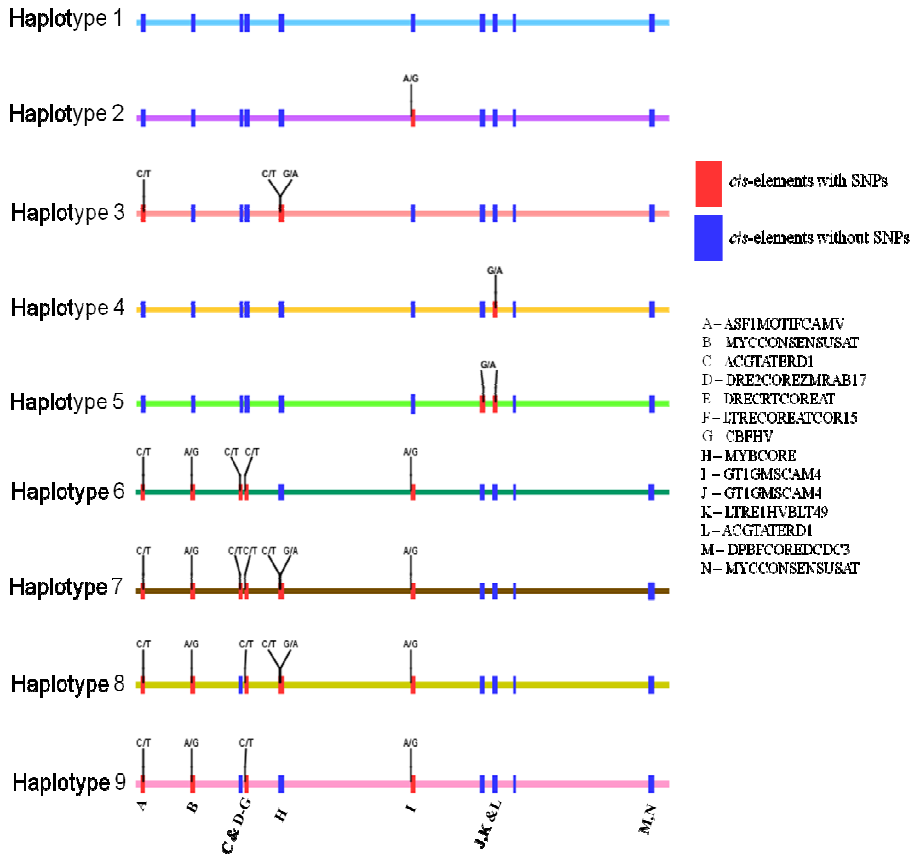 Haplotype 1
A/G
Haplotype 2
C/T C/T G/A
Haplotype 3
G/A
Haplotype 4
G/A
Haplotype 5
C/T A/G C/T C/T A/G
Haplotype 6
C/T A/G C/T C/T C/T G/A A/G
Haplotype 7
C/T A/G C/T C/T G/A A/G
Haplotype 8
C/T A/G C/T A/G
Haplotype 9
A B C & D-G H I J,K &L M,N
cis-elements with SNPs
cis-elements without SNPs
A – ASF1MOTIFCAMV
B MYCCONSENSUSAT
C ACGTATERD1
D – DRE2COREZMRAB17
E DRECRTCOREAT
F – LTRECOREATCOR15
G CBFHV
H – MYBCORE
I – GT1GMSCAM4
J – GT1GMSCAM4
K – LTRE1HVBLT49
L – ACGTATERD1
M – DPBFCOREDCDC3
N – MYCCONSENSUSAT